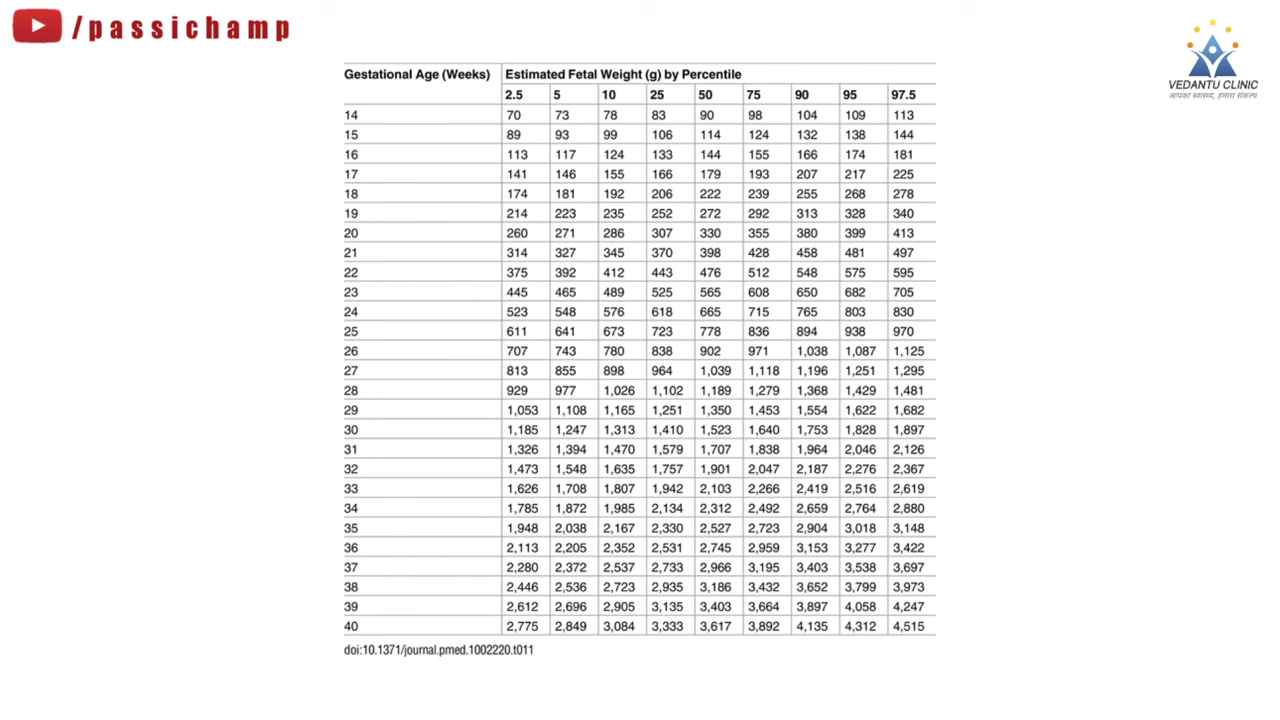 /passichamp
VEDANTU CLINIC
आपका स्वास्थ्य, हमारा संकल्प
Gestational Age (Weeks) Estimated Fetal Weight (g) by Percentile
2.5 5 10 25 50 75 90 95 97.5
14 70 73 78 83 90 98 104 109 113
15 89 93 99 106 114 124 132 138 144
16 113 117 124 133 144 155 166 174 181
17 141 146 155 166 179 193 207 217 225
18 174 181 192 206 222 239 255 268 278
19 214 223 235 252 272 292 313 328 340
20 260 271 286 307 330 355 380 399 413
21 314 327 345 370 398 428 458 481 497
22 375 392 412 443 476 512 548 575 595
23 445 465 489 525 565 608 650 682 705
24 523 548 576 618 665 715 765 803 830
25 611 641 673 723 778 836 894 938 970
26 707 743 780 838 902 971 1,038 1,087 1,125
27 813 855 898 964 1,039 1,118 1,196 1,251 1,295
28 929 977 1,026 1,102 1,189 1,279 1,368 1,429 1,481
29 1,053 1,108 1,165 1,251 1,350 1,453 1,554 1,622 1,682
30 1,185 1,247 1,313 1,410 1,523 1,640 1,753 1,828 1,897
31 1,326 1,394 1,470 1,579 1,707 1,838 1,964 2,046 2,126
32 1,473 1,548 1,635 1,757 1,901 2,047 2,187 2,276 2,367
33 1,626 1,708 1,807 1,942 2,103 2,266 2,419 2,516 2,619
34 1,785 1,872 1,985 2,134 2,312 2,492 2,659 2,764 2,880
35 1,948 2,038 2,167 2,330 2,527 2,723 2,904 3,018 3,148
36 2,113 2,205 2,352 2,531 2,745 2,959 3,153 3,277 3,422
37 2,280 2,372 2,537 2,733 2,966 3,195 3,403 3,538 3,697
38 2,446 2,536 2,723 2,935 3,186 3,432 3,652 3,799 3,973
39 2,612 2,696 2,905 3,135 3,403 3,664 3,897 4,058 4,247
40 2,775 2,849 3,084 3,333 3,617 3,892 4,135 4,312 4,515
doi:10.1371/journal.pmed.1002220.t011